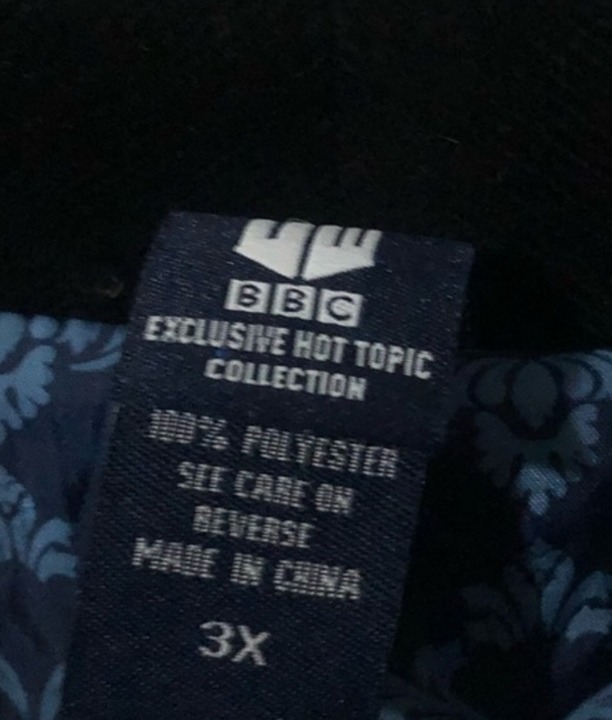 BBC
EXCLUSIVE HOT TOPIC
COLLECTION
100% POLYESTER
SEE CARE ON
REVERSE
MADE IN CHINA
3X